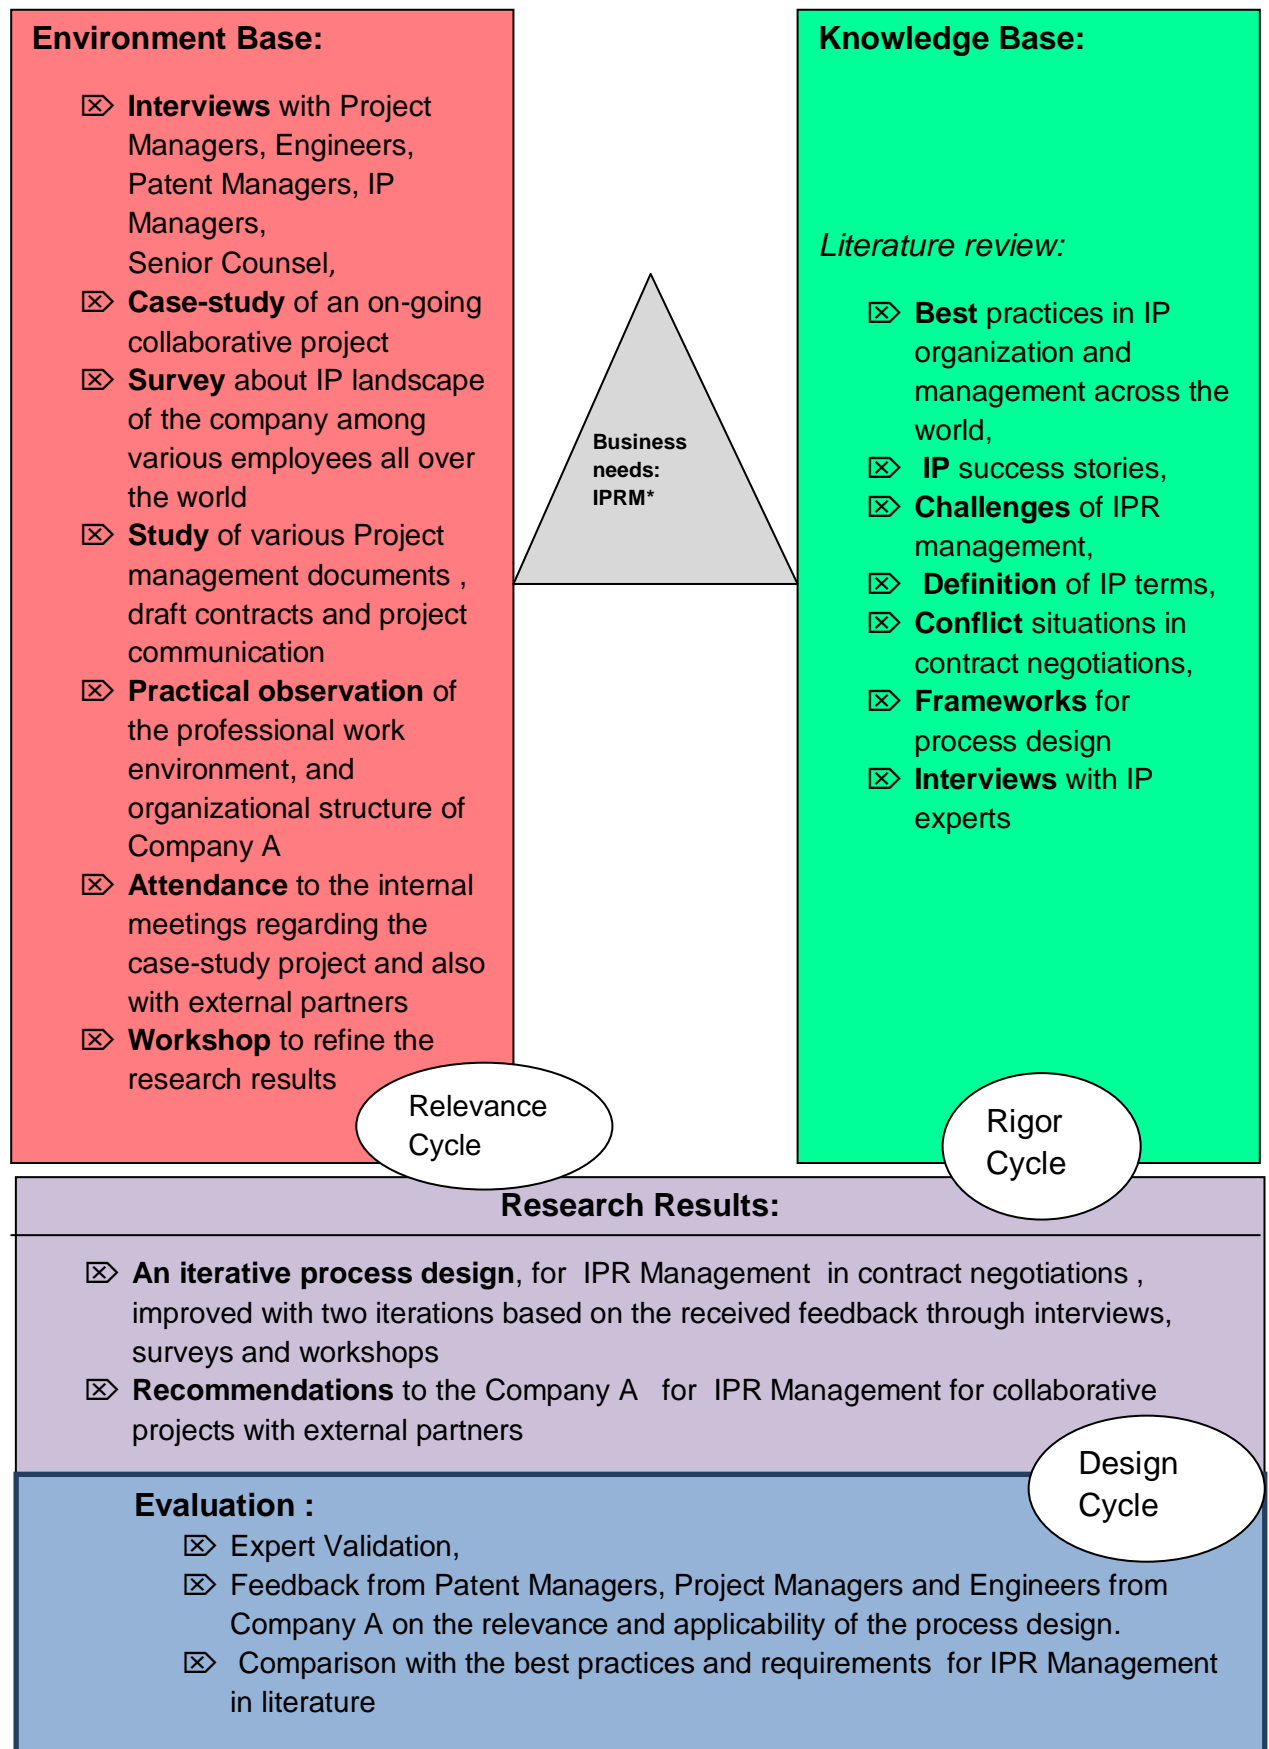 Environment Base:
Interviews with Project
Managers, Engineers,
Patent Managers, IP
Managers,
Senior Counsel,
Case-study of an on-going
collaborative project
Survey about IP landscape
of the company among
various employees all over
the world
Study of various Project
management documents ,
draft contracts and project
communication
Practical observation of
the professional work
environment, and
organizational structure of
Company A
Attendance to the internal
meetings regarding the
case-study project and also
with external partners
Workshop to refine the
research results
Relevance
Cycle
Business
needs:
IPRM*
Knowledge Base:
Literature review:
Best practices in IP
organization and
management across the
world,
IP success stories,
Challenges of IPR
management,
Definition of IP terms,
Conflict situations in
contract negotiations,
Frameworks for
process design
Interviews with IP
experts
Rigor
Cycle
Research Results:
An iterative process design, for IPR Management in contract negotiations ,
improved with two iterations based on the received feedback through interviews,
surveys and workshops
Recommendations to the Company A for IPR Management for collaborative
projects with external partners
Design
Cycle
Evaluation :
Expert Validation,
Feedback from Patent Managers, Project Managers and Engineers from
Company A on the relevance and applicability of the process design.
Comparison with the best practices and requirements for IPR Management
in literature